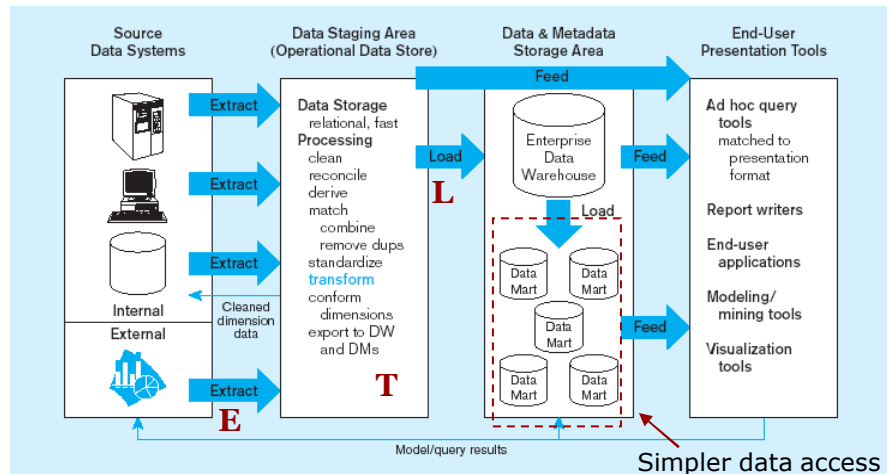 Source
Data Systems
Data Staging Area
(Operational Data Store)
Data & Metadata
Storage Area
End-User
Presentation Tools
Extract
Extract
Extract
Internal
External
Extract
E
Cleaned
dimension
data
Data Storage
relational, fast
Processing
clean
reconcile
derive
match
combine
remove dups
standardize
transform
conform
dimensions
export to DW
and DMs
T
Feed
Load
L
Enterprise
Data
Warehouse
Load
Data
Mart
Data
Mart
Data
Mart
Data
Mart
Data
Mart
Feed
Feed
Ad hoc query
tools
matched to
presentation
format
Report writers
End-user
applications
Modeling/
mining tools
Visualization
tools
Model/query results
Simpler data access